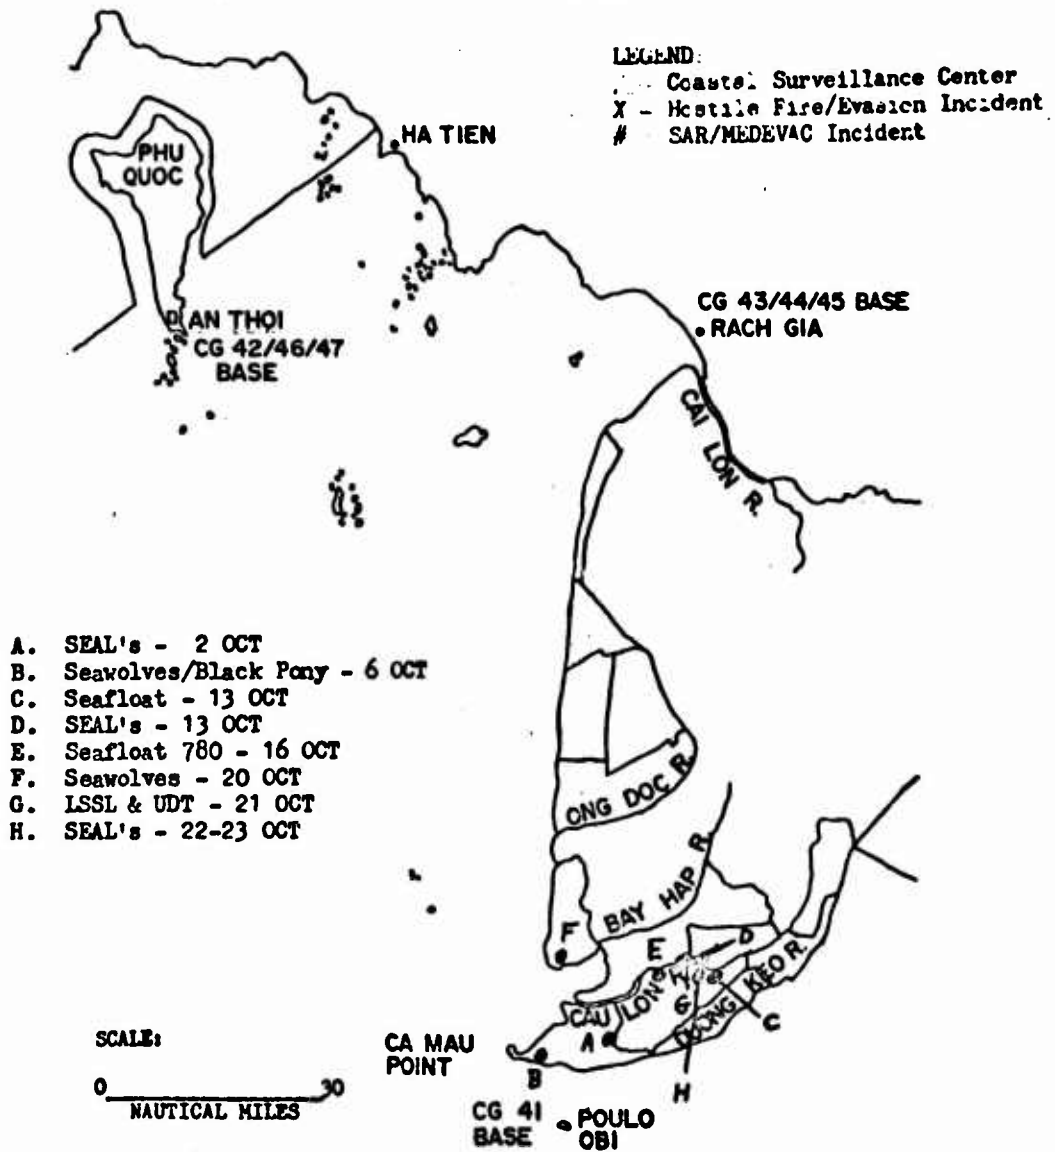 LEGEND:
Coastal Surveillance Center
X - Hostile Fire/Evasion Incident
# SAR/MEDEVAC Incident
HA TIEN
PHU
QUOC
CG 43/44/45 BASE
RACH GIA
AN THOI
CG 42/46/47
BASE
CAI LON R.
A. SEAL's - 2 OCT
B. Seawolves/Black Pony - 6 OCT
C. Seafloat - 13 OCT
D. SEAL's - 13 OCT
E. Seafloat 780 - 16 OCT
F. Seawolves - 20 OCT
G. LSSL & UDT - 21 OCT
H. SEAL's - 22-23 OCT
ONG DOC R.
BAY HAP R.
F
E
D
CAU LON
G
DUONG KEO R.
C
A
B
H
SCALE:
0 30
NAUTICAL MILES
CA MAU
POINT
CG 41
BASE
POULO
OBI